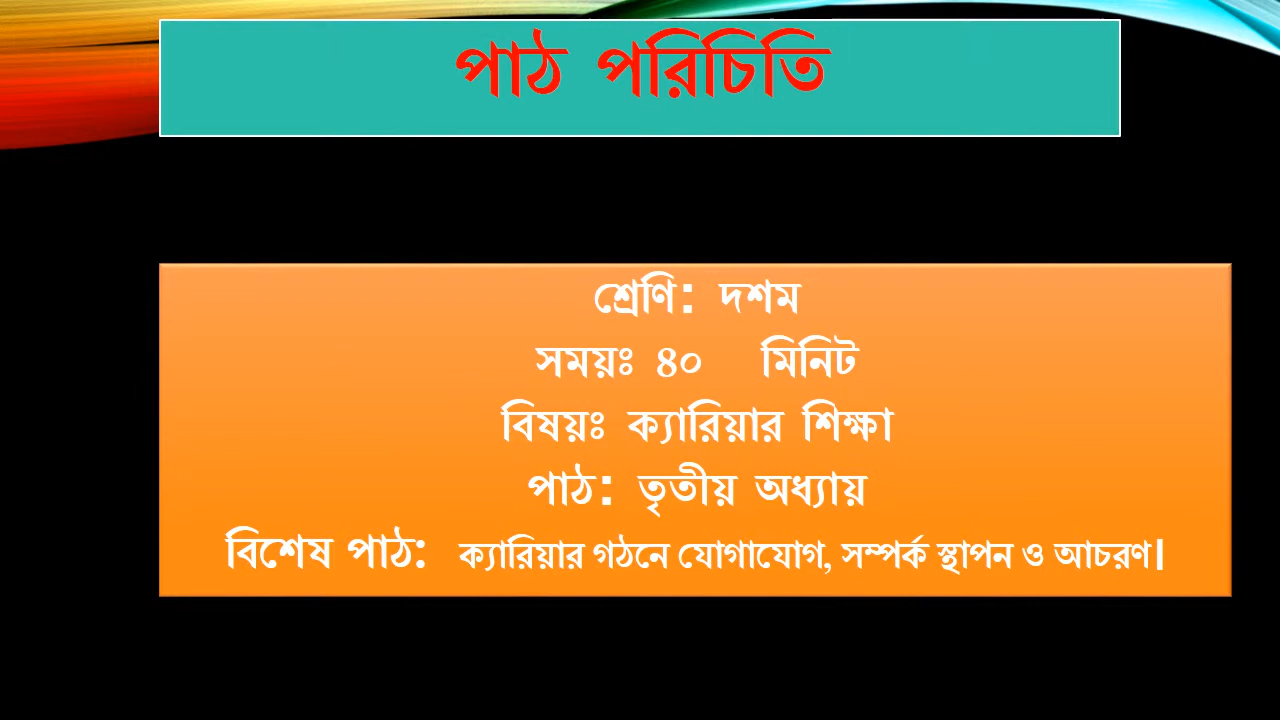 পাঠ পরিচিতি
শ্রেণি: দশম
সময়ঃ ৪০ মিনিট
বিষয়ঃ ক্যারিয়ার শিক্ষা
পাঠ: তৃতীয় অধ্যায়
বিশেষ পাঠ: ক্যারিয়ার গঠনে যোগাযোগ, সম্পর্ক স্থাপন ও আচরণ।